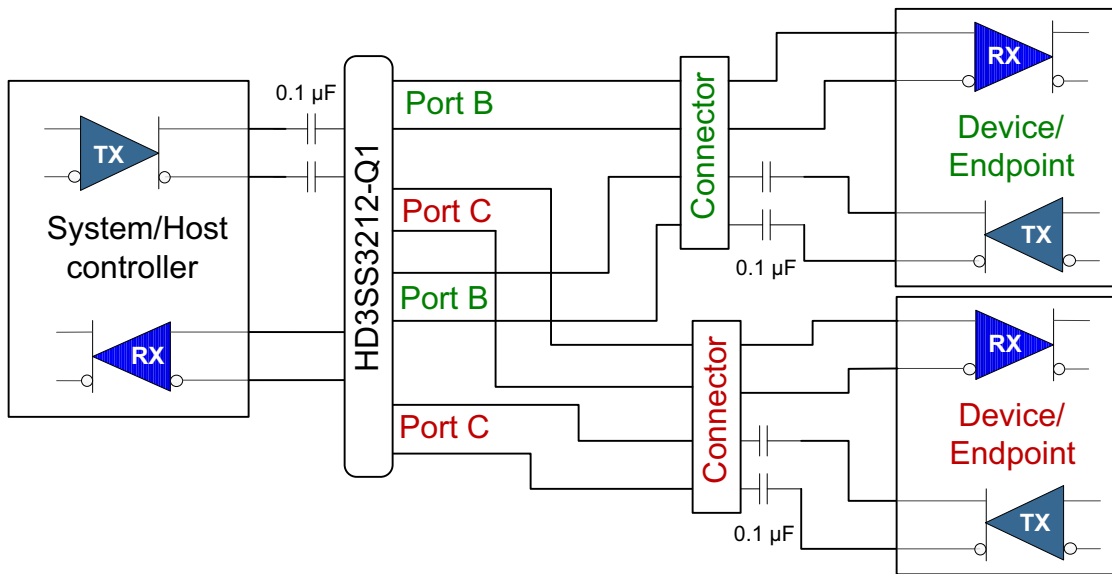 0.1 µF
TX
System/Host
controller
RX
HD3SS3212-Q1
Port B
Port C
Port B
Port C
Connector
0.1 µF
Connector
0.1 µF
RX
Device/
Endpoint
TX
RX
Device/
Endpoint
TX